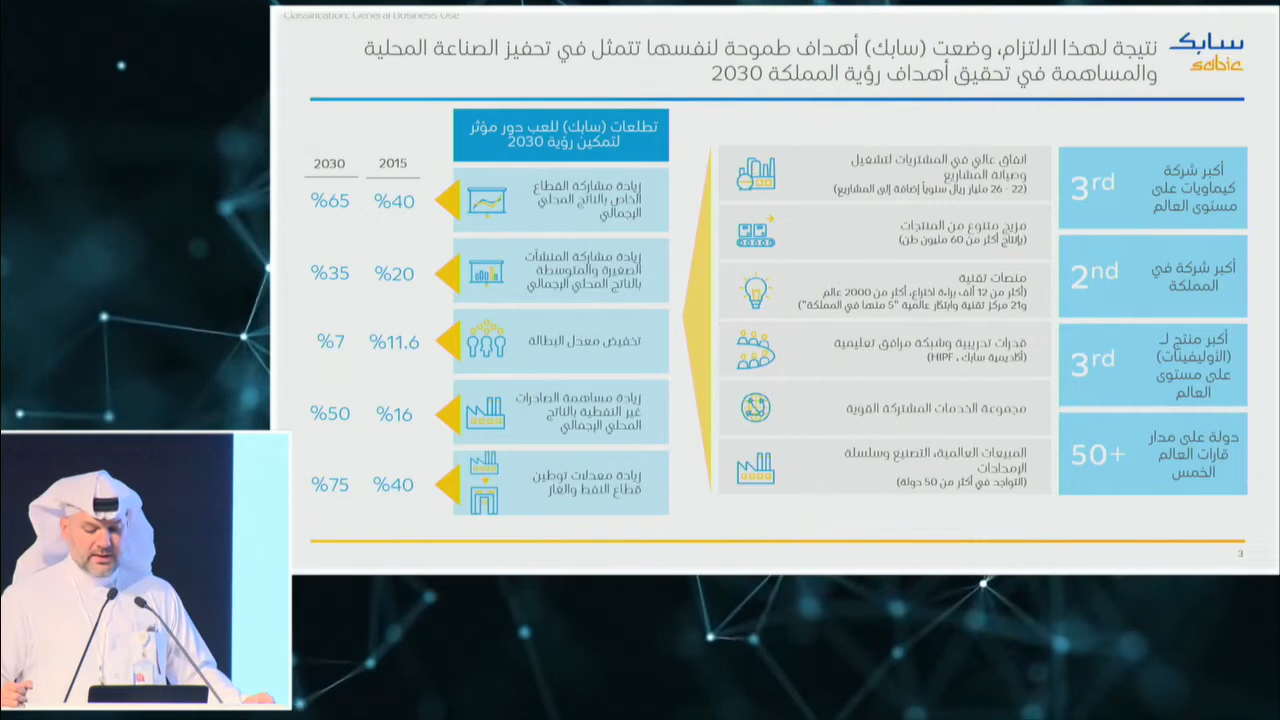 Classification: General Business Use
سابك
sabic
نتيجة لهذا الالتزام، وضعت (سابك) أهداف طموحة لنفسها تتمثل في تحفيز الصناعة المحلية
والمساهمة في تحقيق أهداف رؤية المملكة 2030
أكبر شركة
كيماويات على
مستوى العالم
3rd
أكبر شركة في
المملكة
2nd
أكبر منتج لـ
(الأوليفينات)
على مستوى
العالم
3rd
دولة على مدار
قارات العالم
الخمس
50+
انفاق عالي في المشتريات لتشغيل
وصيانة المشاريع
(22 - 26 مليار ريال سنوياً إضافة إلى المشاريع)
مزيج متنوع من المنتجات
(بإنتاج أكثر من 60 مليون طن)
منصات تقنية
(أكثر من 12 ألف براءة اختراع، أكثر من 2000 عالم
و21 مركز تقنية وابتكار عالمية "5 منها في المملكة")
قدرات تدريبية وشبكة مرافق تعليمية
(أكاديمية سابك ، HIPF)
مجموعة الخدمات المشتركة القوية
المبيعات العالمية، التصنيع وسلسلة
الإمدادات
(التواجد في أكثر من 50 دولة)
تطلعات (سابك) للعب دور مؤثر
لتمكين رؤية 2030
2015
2030
زيادة مشاركة القطاع
الخاص بالناتج المحلي
الإجمالي
%40
%65
زيادة مشاركة المنشآت
الصغيرة والمتوسطة
بالناتج المحلي الإجمالي
%20
%35
تخفيض معدل البطالة
%11.6
%7
زيادة مساهمة الصادرات
غير النفطية بالناتج
المحلي الإجمالي
%16
%50
زيادة معدلات توطين
قطاع النفط والغاز
%40
%75
3